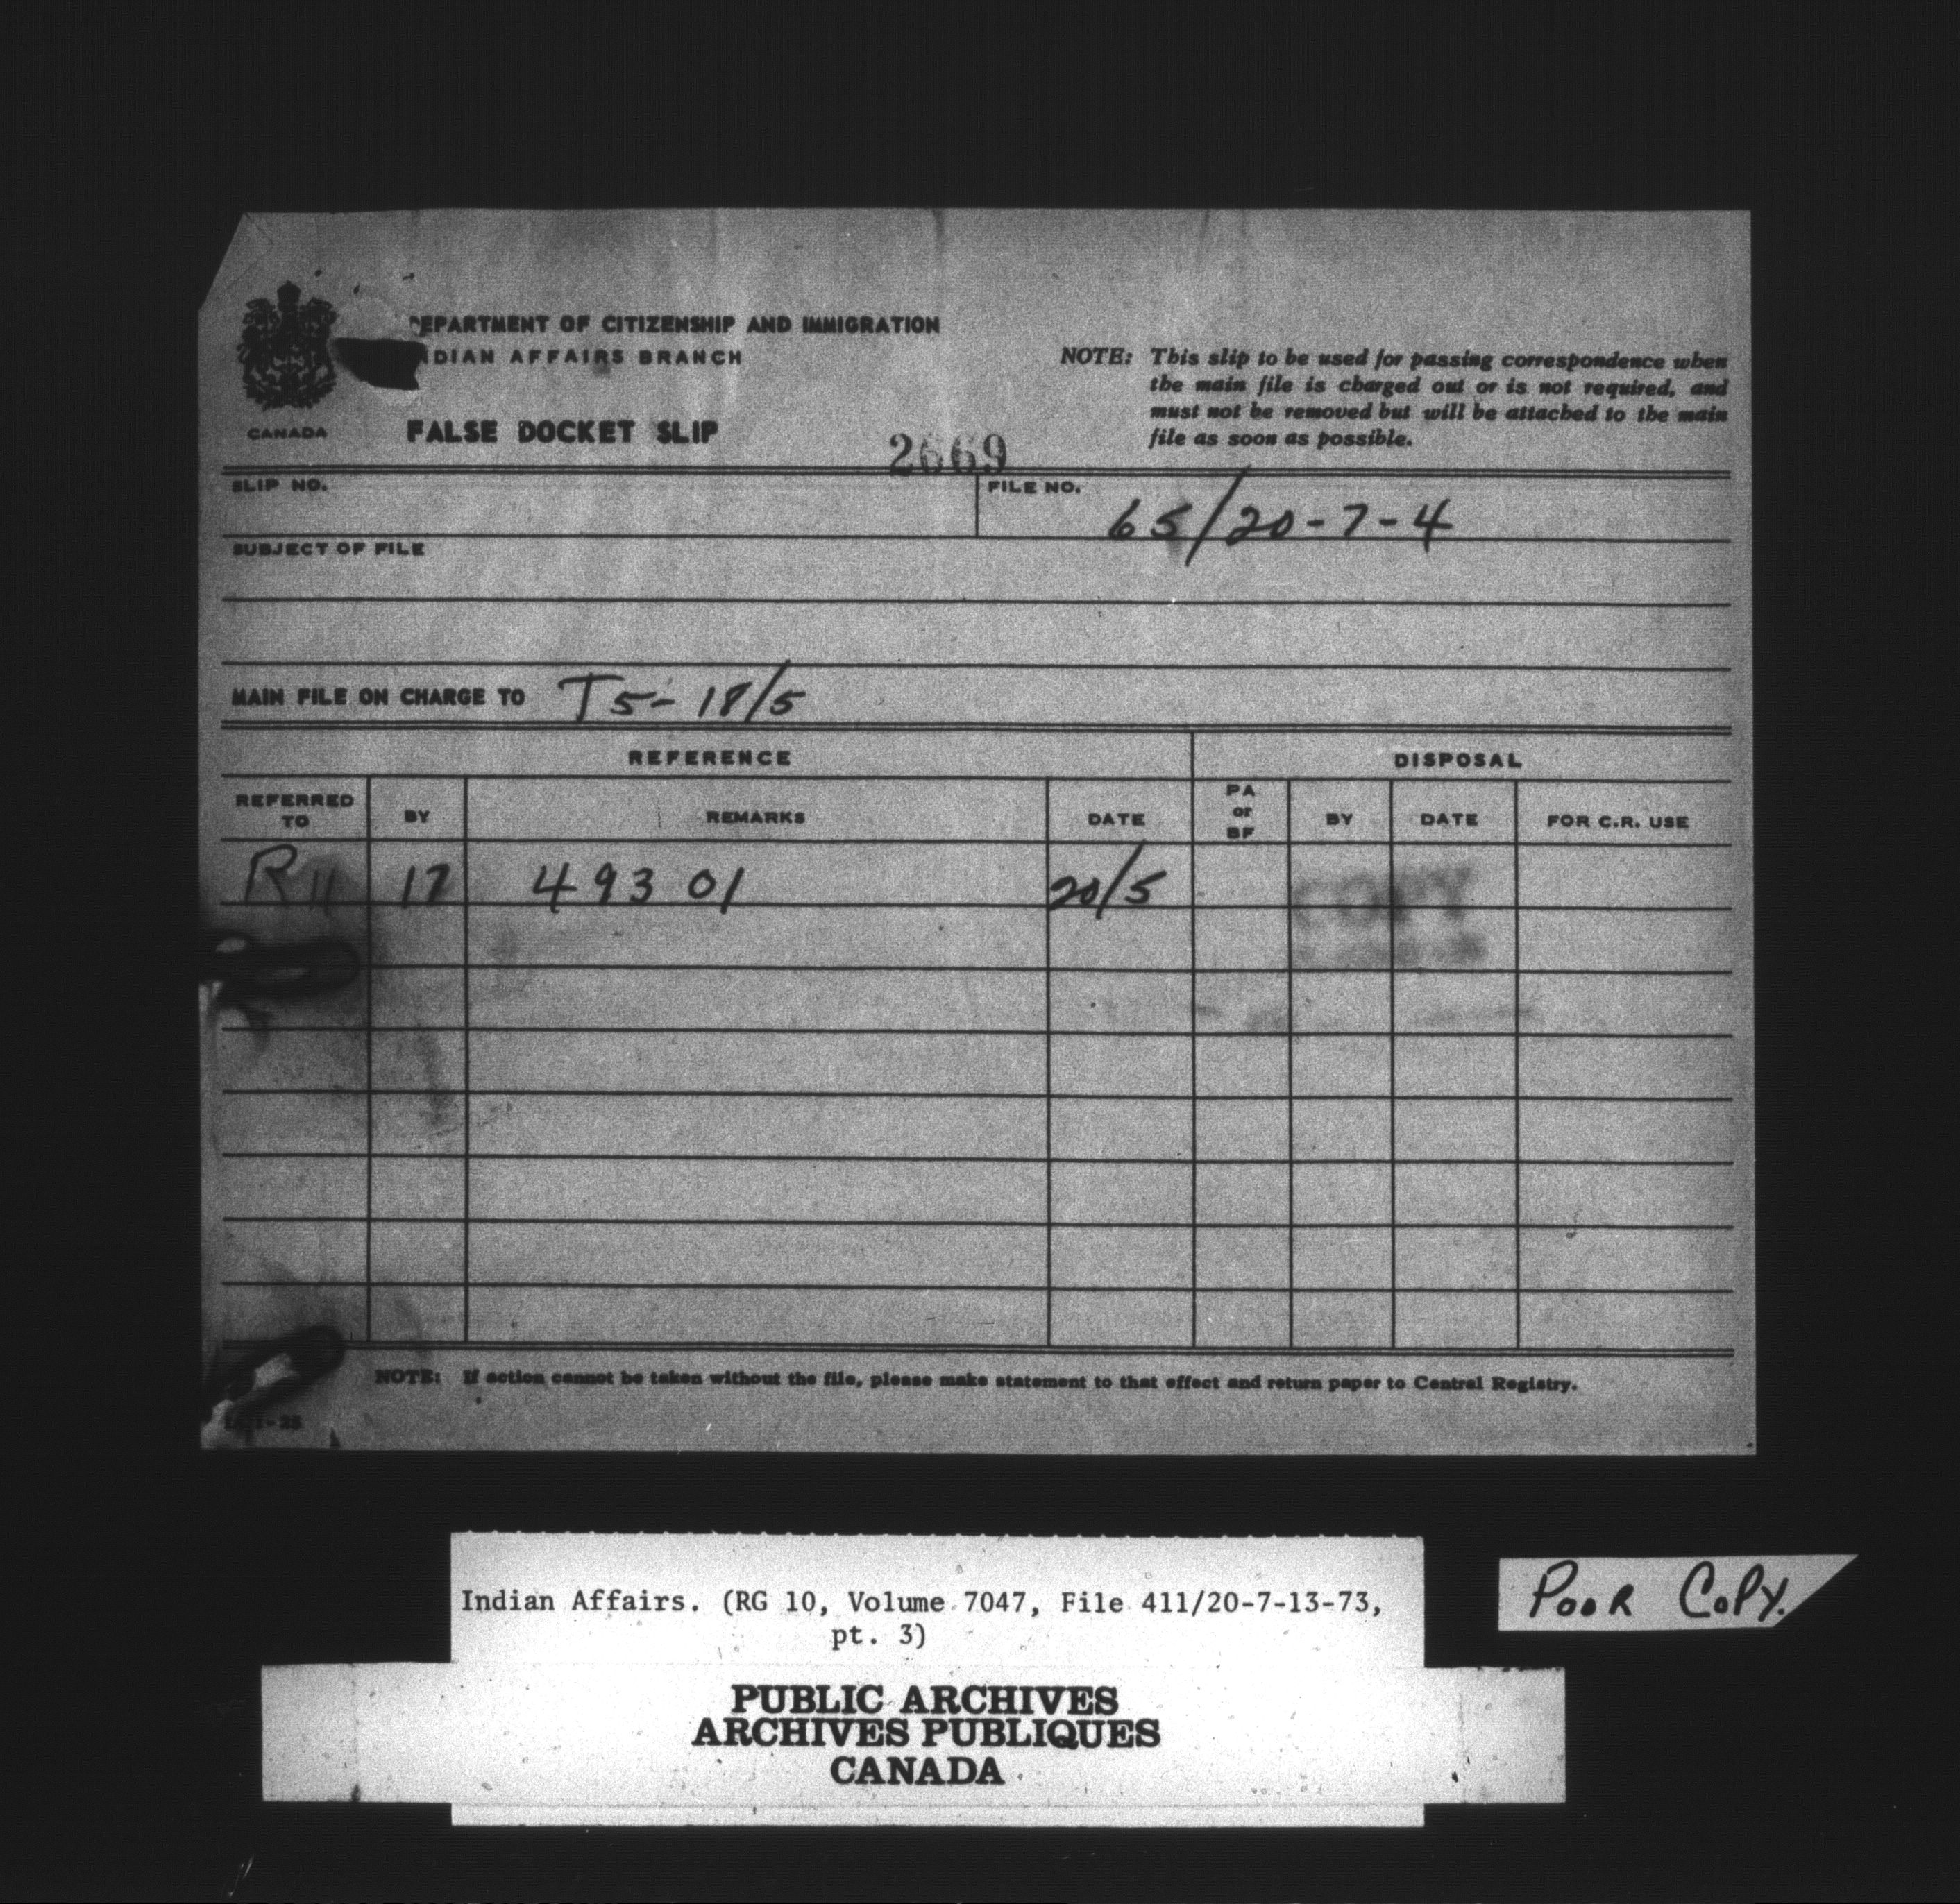 DEPARTMENT OF CITIZENSHIP AND IMMIGRATION
INDIAN AFFAIRS BRANCH
CANADA
FALSE DOCKET SLIP
2669
NOTE: This slip to be used for passing correspondence when
the main file is charged out or is not required, and
must not be removed but will be attached to the main
file as soon as possible.
SLIP NO.
FILE NO. 65/20-7-4
SUBJECT OF FILE
MAIN FILE ON CHARGE TO T5- 18/5
REFERENCE DISPOSAL
REFERRED TO BY REMARKS DATE PA or BF BY DATE FOR C.R. USE
R11 17 493 01 20/5
COPY
NOTE: If action cannot be taken without the file, please make statement to that effect and return paper to Central Registry.
Indian Affairs. (RG 10, Volume 7047, File 411/20-7-13-73,
pt. 3)
POOR COPY.
PUBLIC ARCHIVES
ARCHIVES PUBLIQUES
CANADA